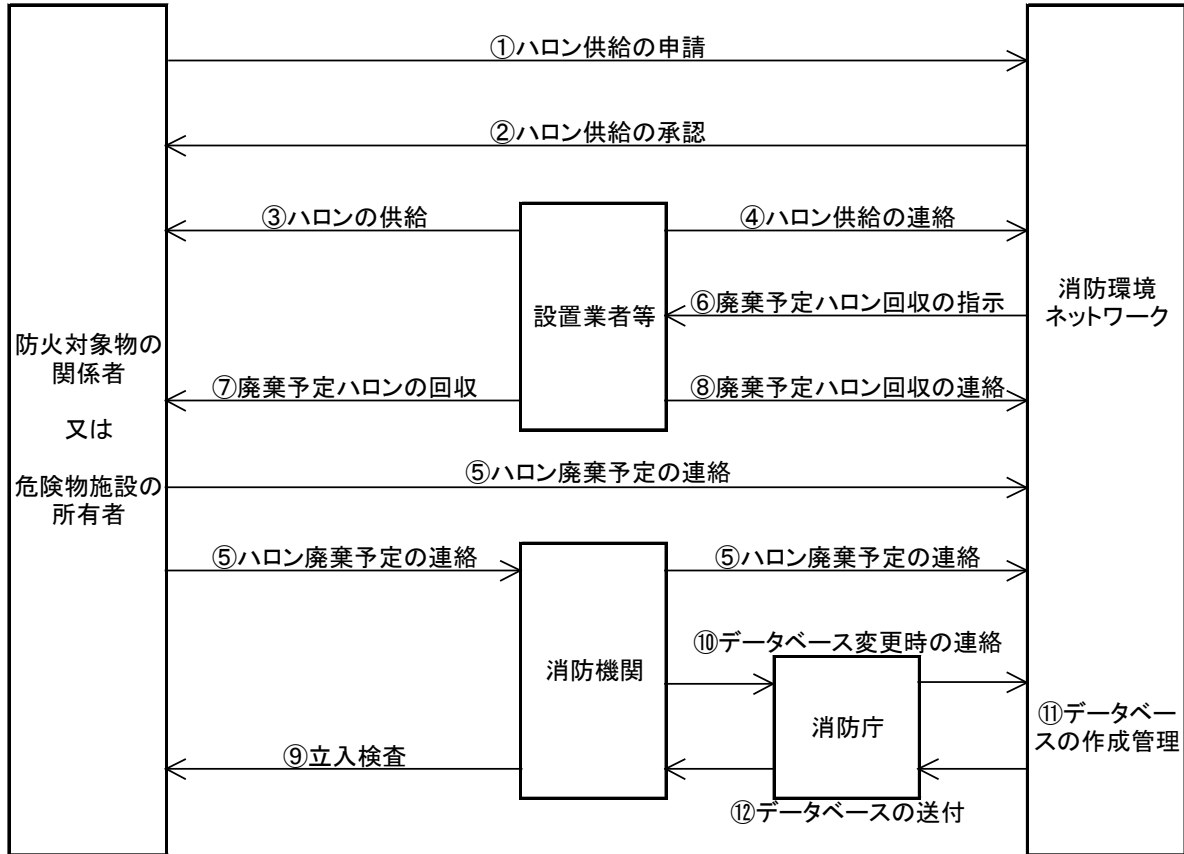 ①ハロン供給の申請
②ハロン供給の承認
③ハロンの供給
④ハロン供給の連絡
設置業者等
⑥廃棄予定ハロン回収の指示
消防環境
ネットワーク
防火対象物の
関係者
又は
危険物施設の
所有者
⑦廃棄予定ハロンの回収
⑧廃棄予定ハロン回収の連絡
⑤ハロン廃棄予定の連絡
⑤ハロン廃棄予定の連絡
⑤ハロン廃棄予定の連絡
消防機関
⑩データベース変更時の連絡
消防庁
⑪データベー
スの作成管理
⑨立入検査
⑫データベースの送付